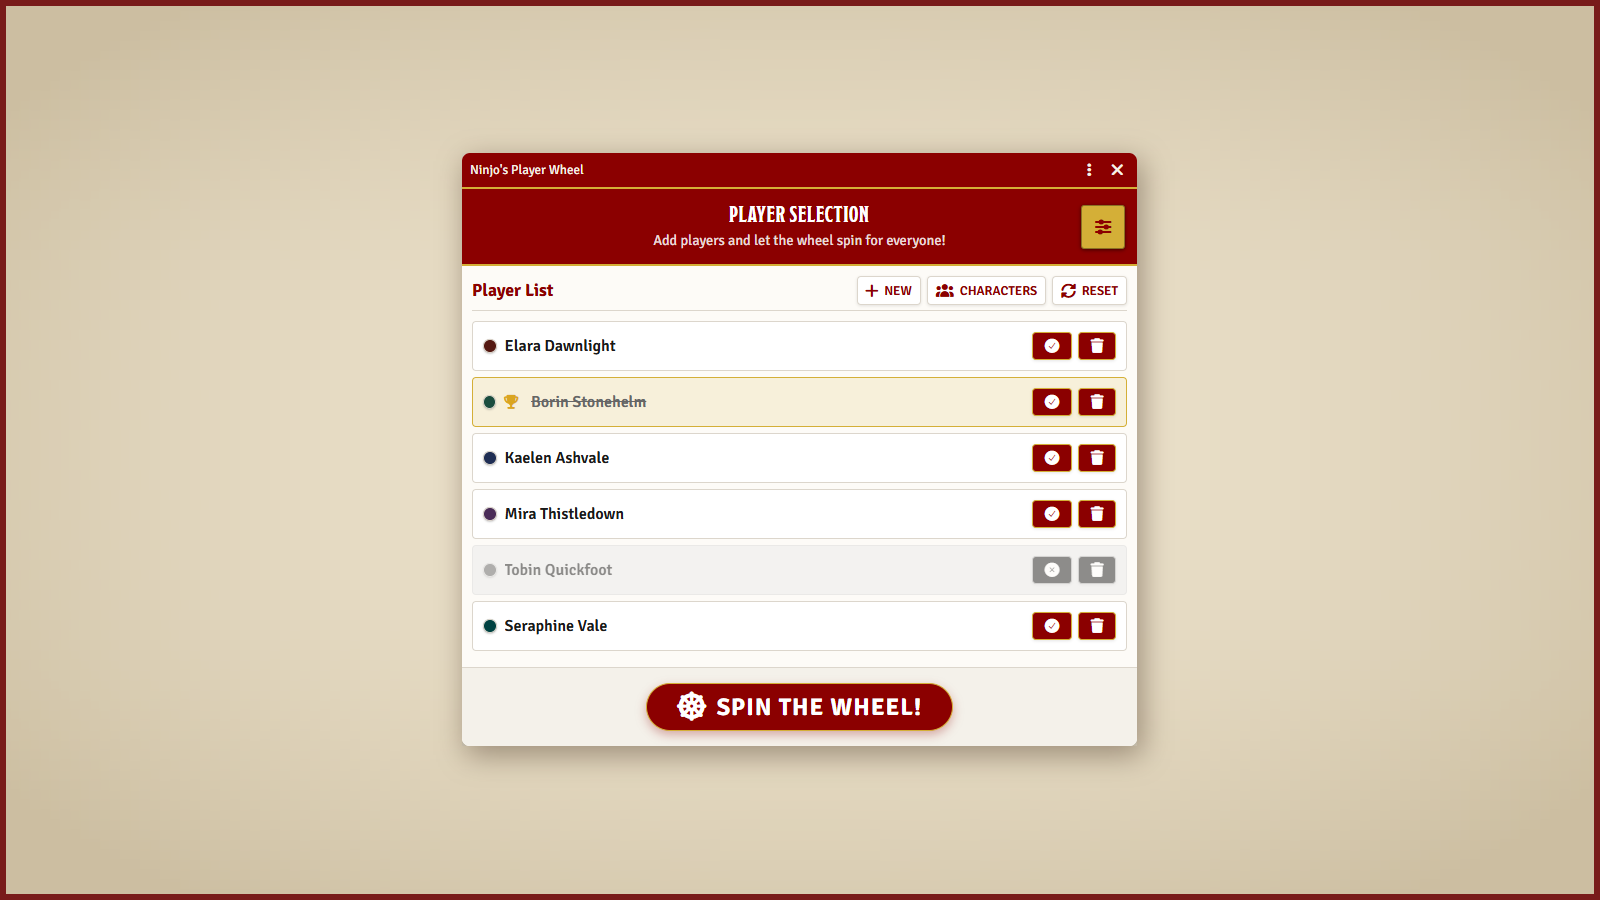 Ninjo's Player Wheel
PLAYER SELECTION
Add players and let the wheel spin for everyone!
Player List
NEW
CHARACTERS
RESET
Elara Dawnlight
Borin Stonehelm
Kaelen Ashvale
Mira Thistledown
Tobin Quickfoot
Seraphine Vale
SPIN THE WHEEL!